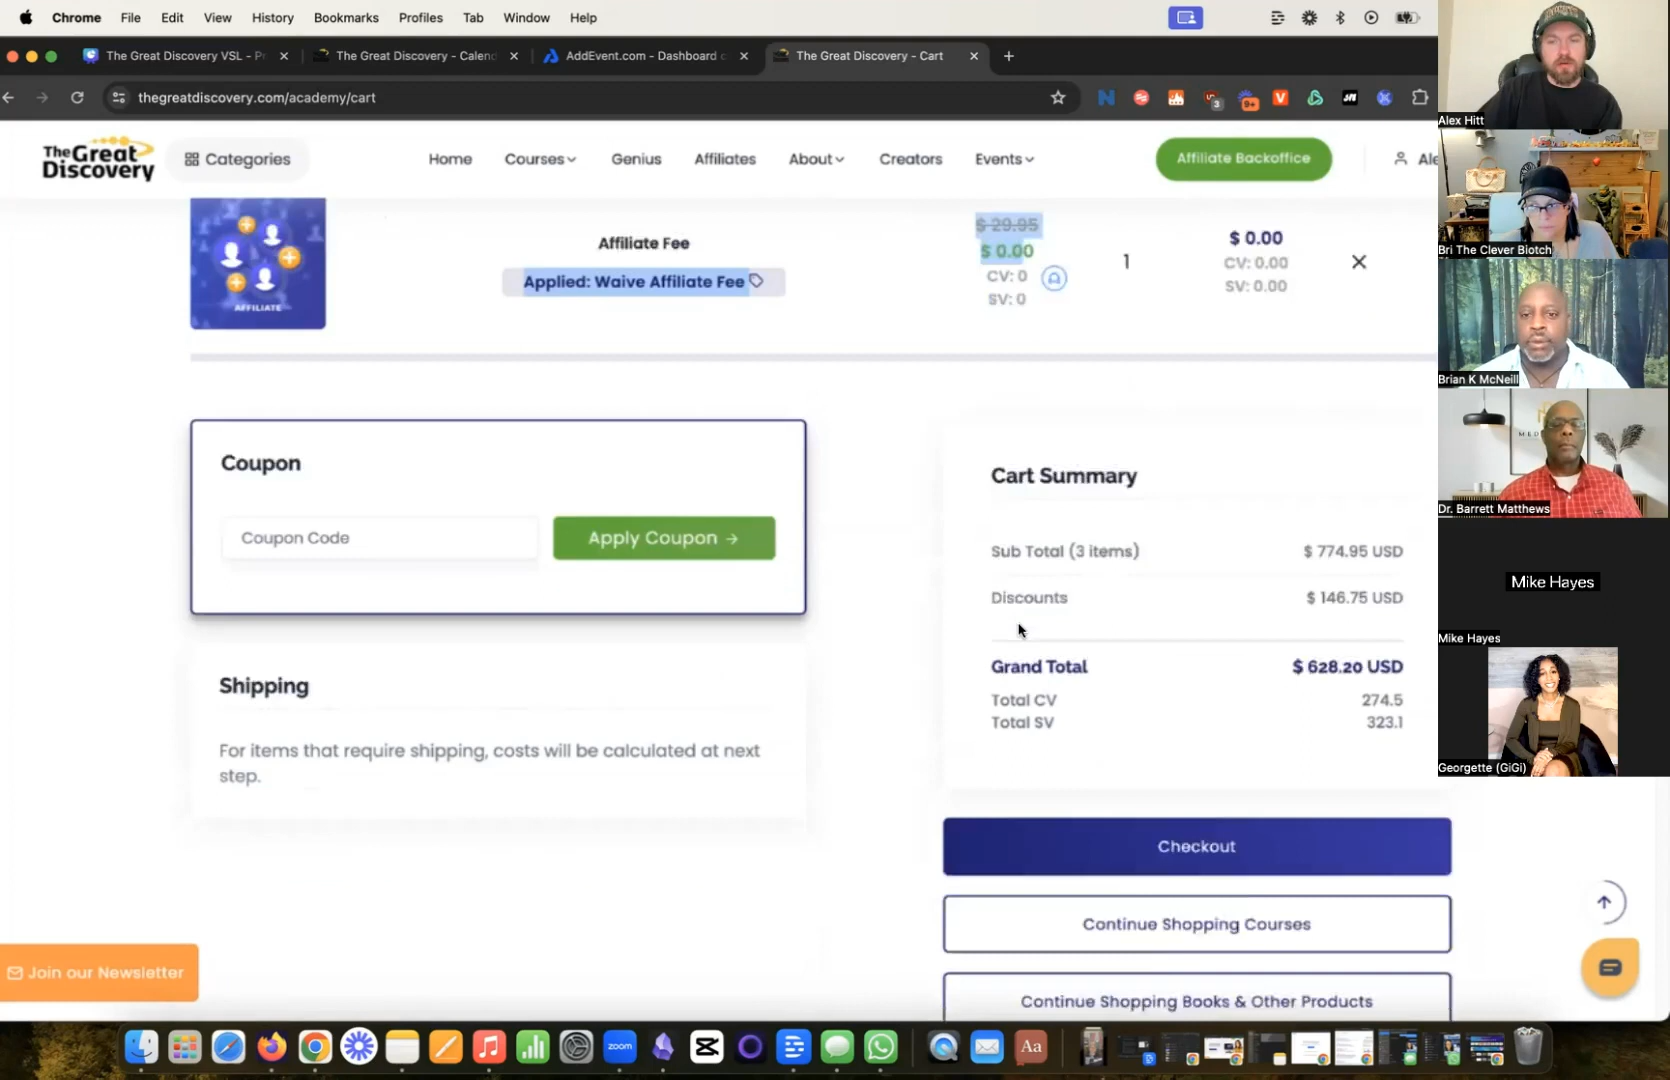 Chrome File Edit View History Bookmarks Profiles Tab Window Help
The Great Discovery VSL - Pr
The Great Discovery - Calend
AddEvent.com - Dashboard
The Great Discovery - Cart
thegreatdiscovery.com/academy/cart
The Great Discovery
Categories
Home Courses Genius Affiliates About Creators Events
Affiliate Backoffice
Ale
AFFILIATE
Affiliate Fee
Applied: Waive Affiliate Fee
$ 29.95
$ 0.00
CV: 0
SV: 0
1
$ 0.00
CV: 0.00
SV: 0.00
Coupon
Coupon Code
Apply Coupon →
Shipping
For items that require shipping, costs will be calculated at next
step.
Cart Summary
Sub Total (3 items) $ 774.95 USD
Discounts $ 146.75 USD
Grand Total $ 628.20 USD
Total CV 274.5
Total SV 323.1
Checkout
Continue Shopping Courses
Continue Shopping Books & Other Products
Join our Newsletter
Alex Hitt
Bri The Clever Biotch
Brian K McNeill
Dr. Barrett Matthews
Mike Hayes
Mike Hayes
Georgette (GiGi)
zoom
Aa